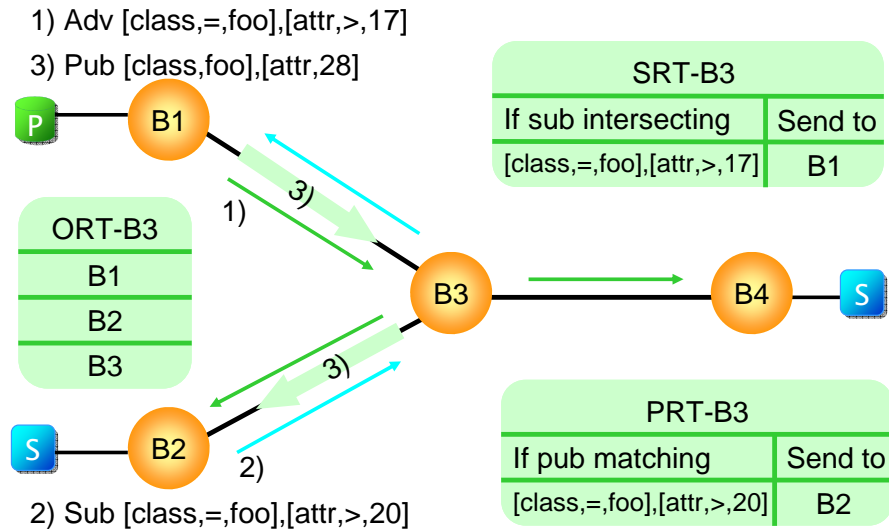 1) Adv [class,=,foo],[attr,>,17]
3) Pub [class,foo],[attr,28]
P
B1
3)
1)
SRT-B3
If sub intersecting
Send to
[class,=,foo],[attr,>,17]
B1
ORT-B3
B1
B2
B3
B3
B4
S
3)
S
B2
2)
2) Sub [class,=,foo],[attr,>,20]
PRT-B3
If pub matching
Send to
[class,=,foo],[attr,>,20]
B2